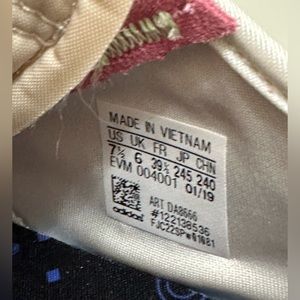 MADE IN VIETNAM
US UK FR JP CHN
7½ 6 39⅓ 245 240
EVM 004001 01/19
ART DA8666
#122138536
adidas